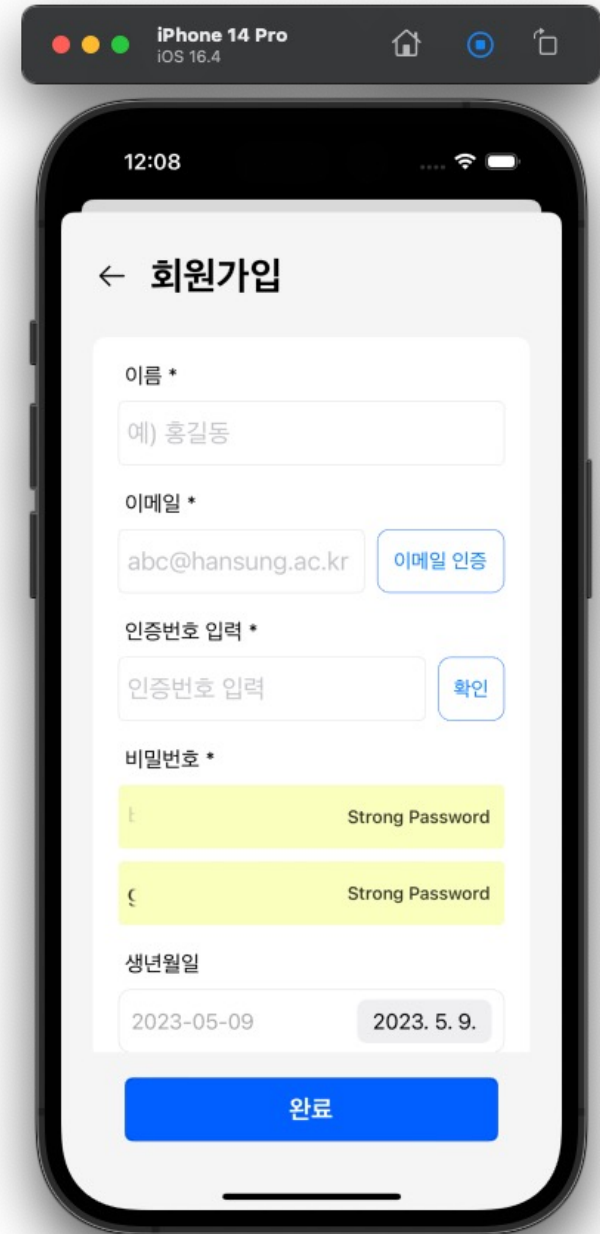 iPhone 14 Pro
iOS 16.4
12:08
← 회원가입
이름 *
예) 홍길동
이메일 *
abc@hansung.ac.kr 이메일 인증
인증번호 입력 *
인증번호 입력 확인
비밀번호 *
Strong Password
Strong Password
생년월일
2023-05-09 2023. 5. 9.
완료